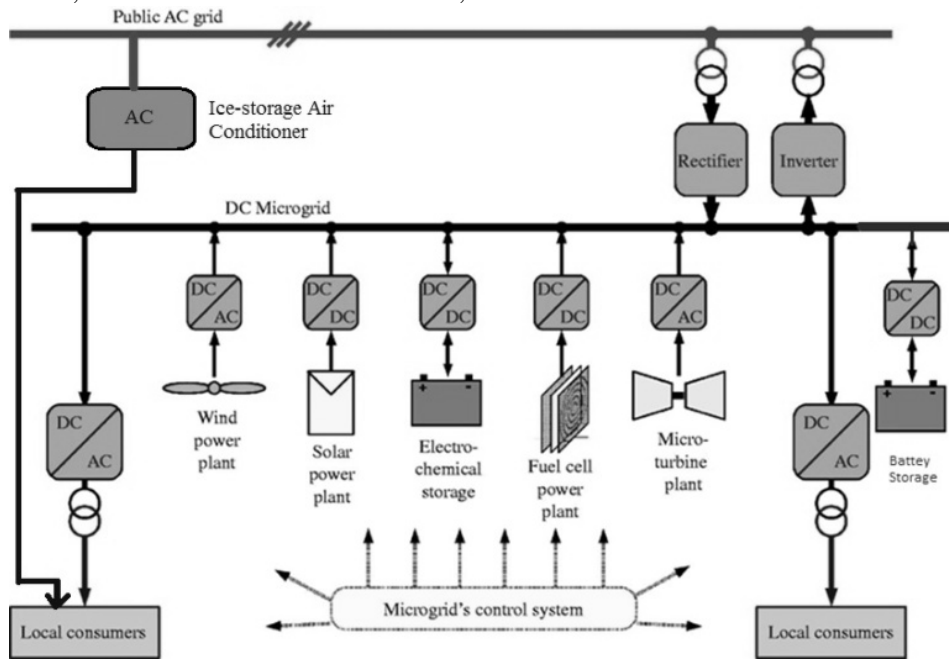 Public AC grid
AC
Ice-storage Air
Conditioner
Rectifier
Inverter
DC Microgrid
DC
AC
DC
DC
DC
DC
DC
DC
DC
AC
DC
DC
+ -
+ -
Wind
power
plant
Solar
power
plant
Electro-
chemical
storage
Fuel cell
power
plant
Micro-
turbine
plant
DC
AC
DC
AC
Battey
Storage
Microgrid's control system
Local consumers
Local consumers